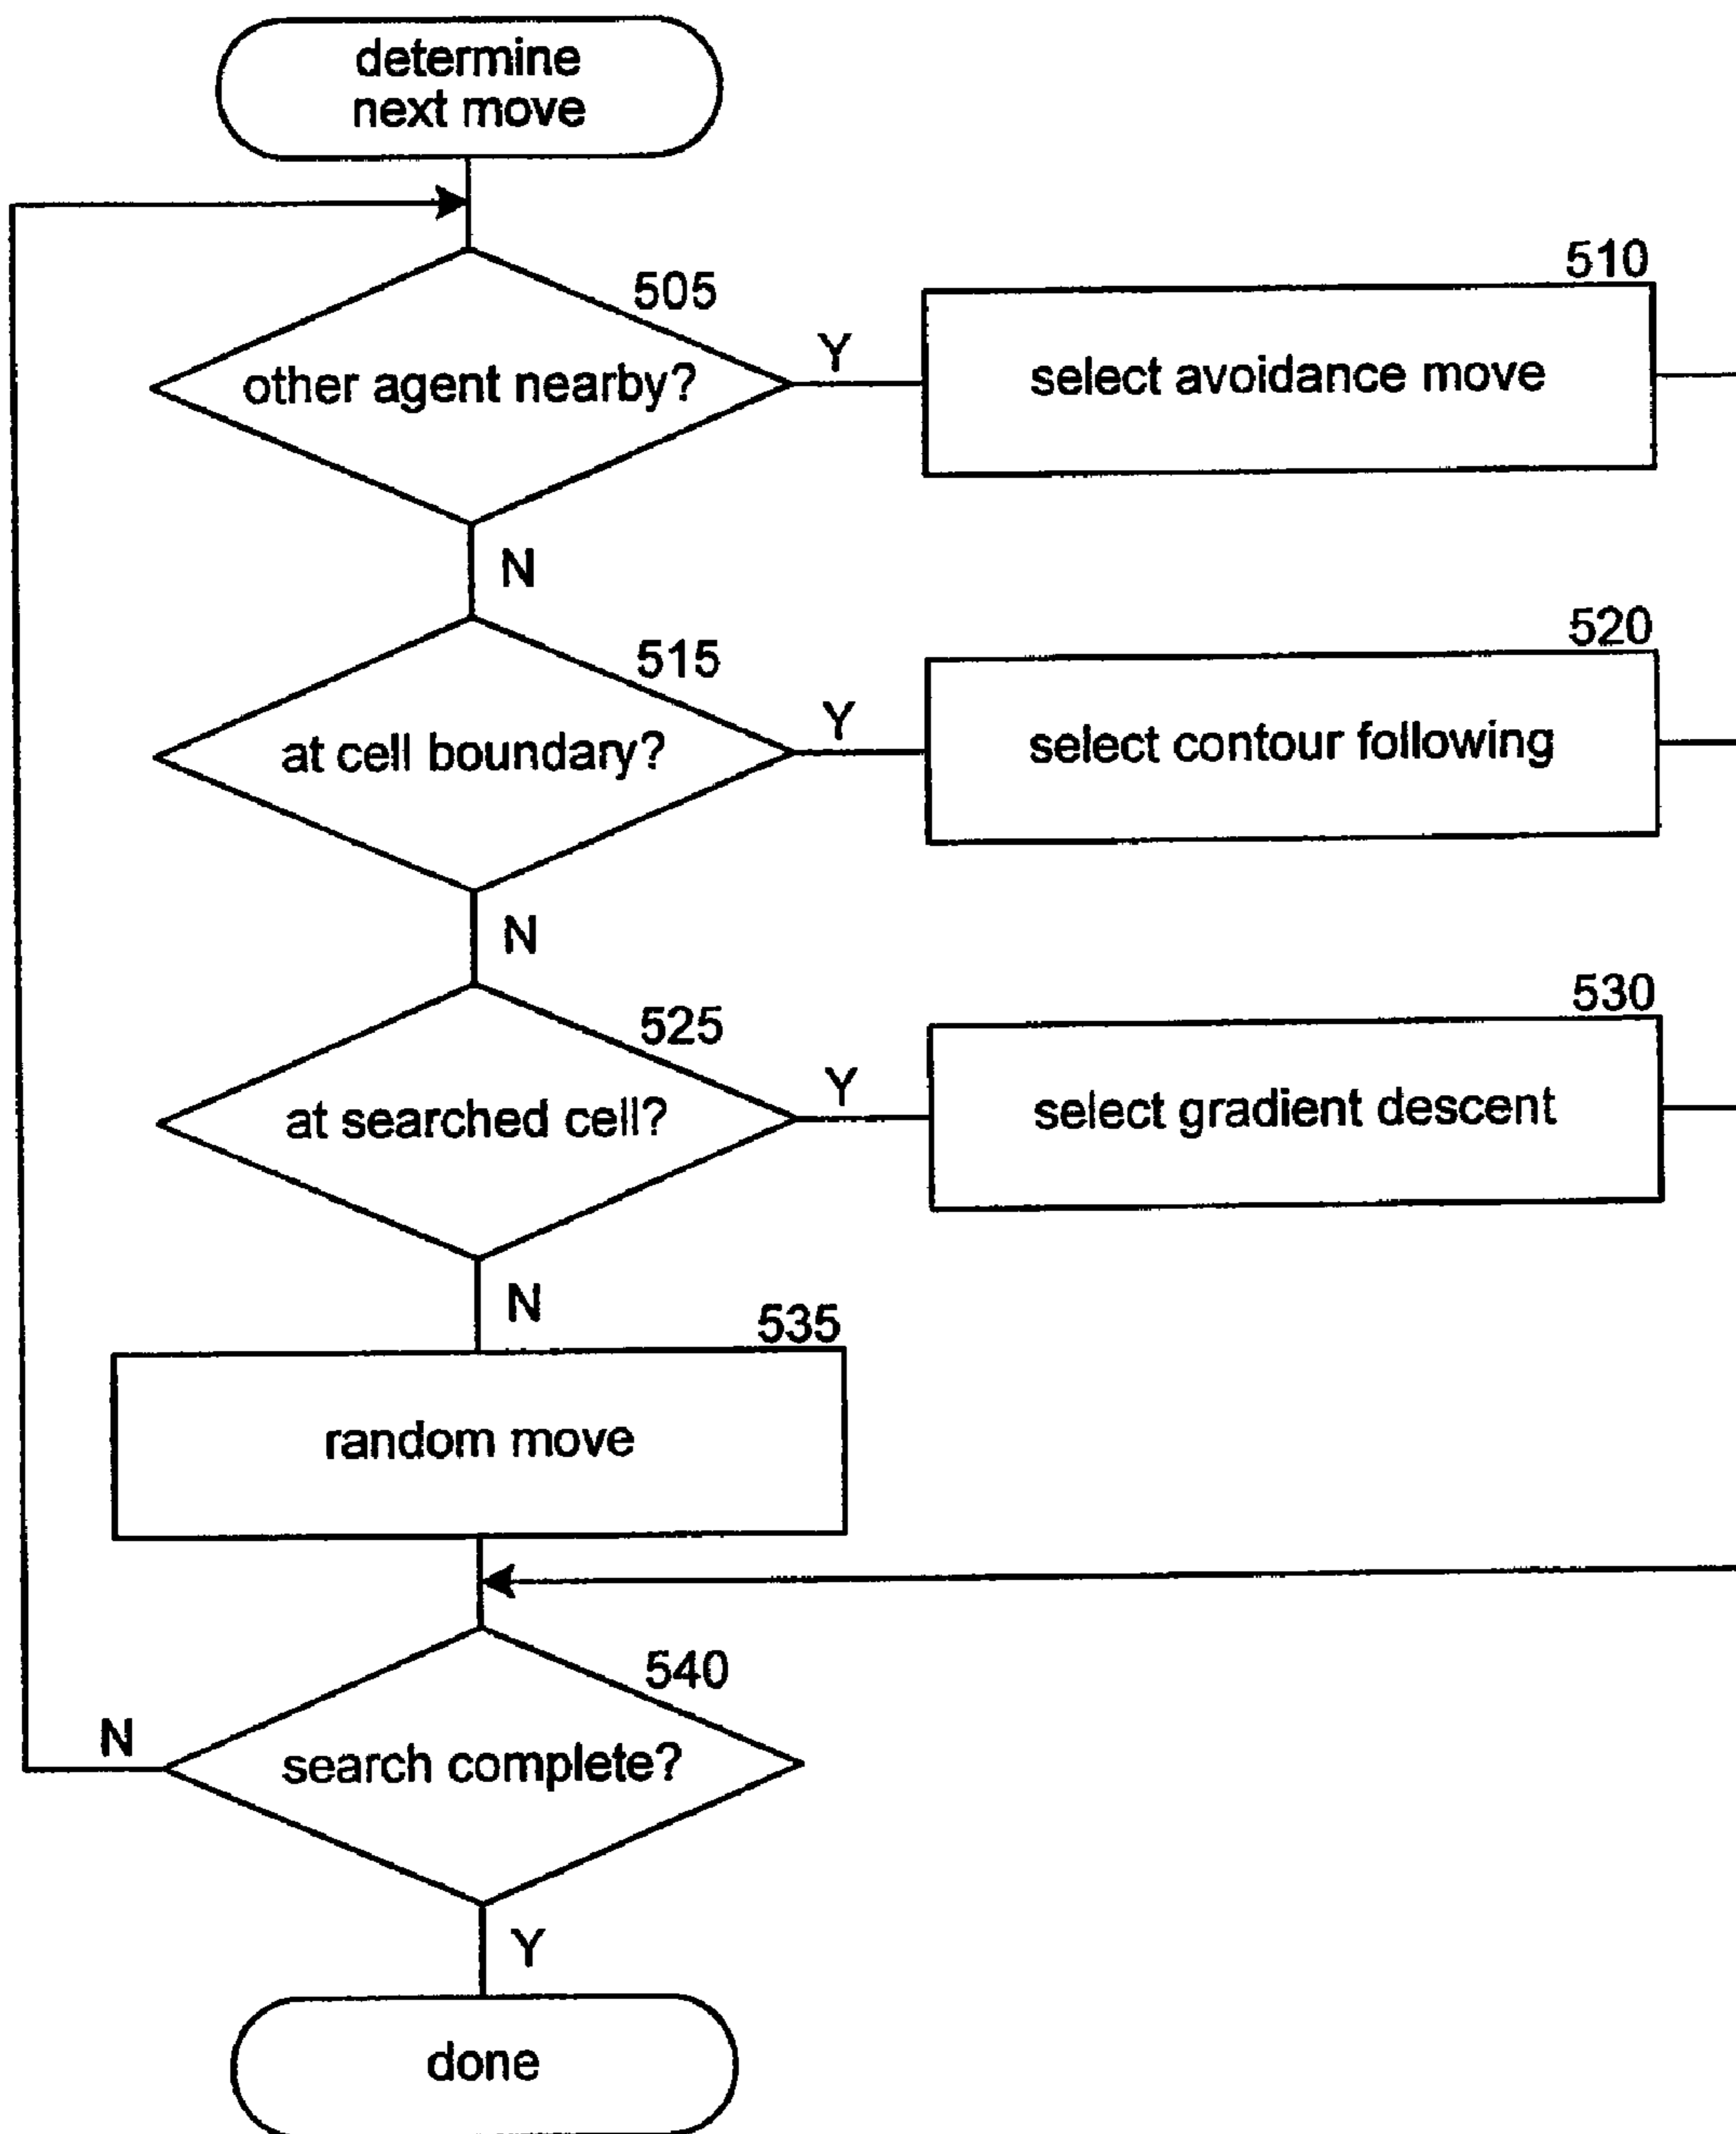 determine
next move
505
other agent nearby?
Y
510
select avoidance move
N
515
at cell boundary?
Y
520
select contour following
N
525
at searched cell?
Y
530
select gradient descent
N
535
random move
540
search complete?
N
Y
done